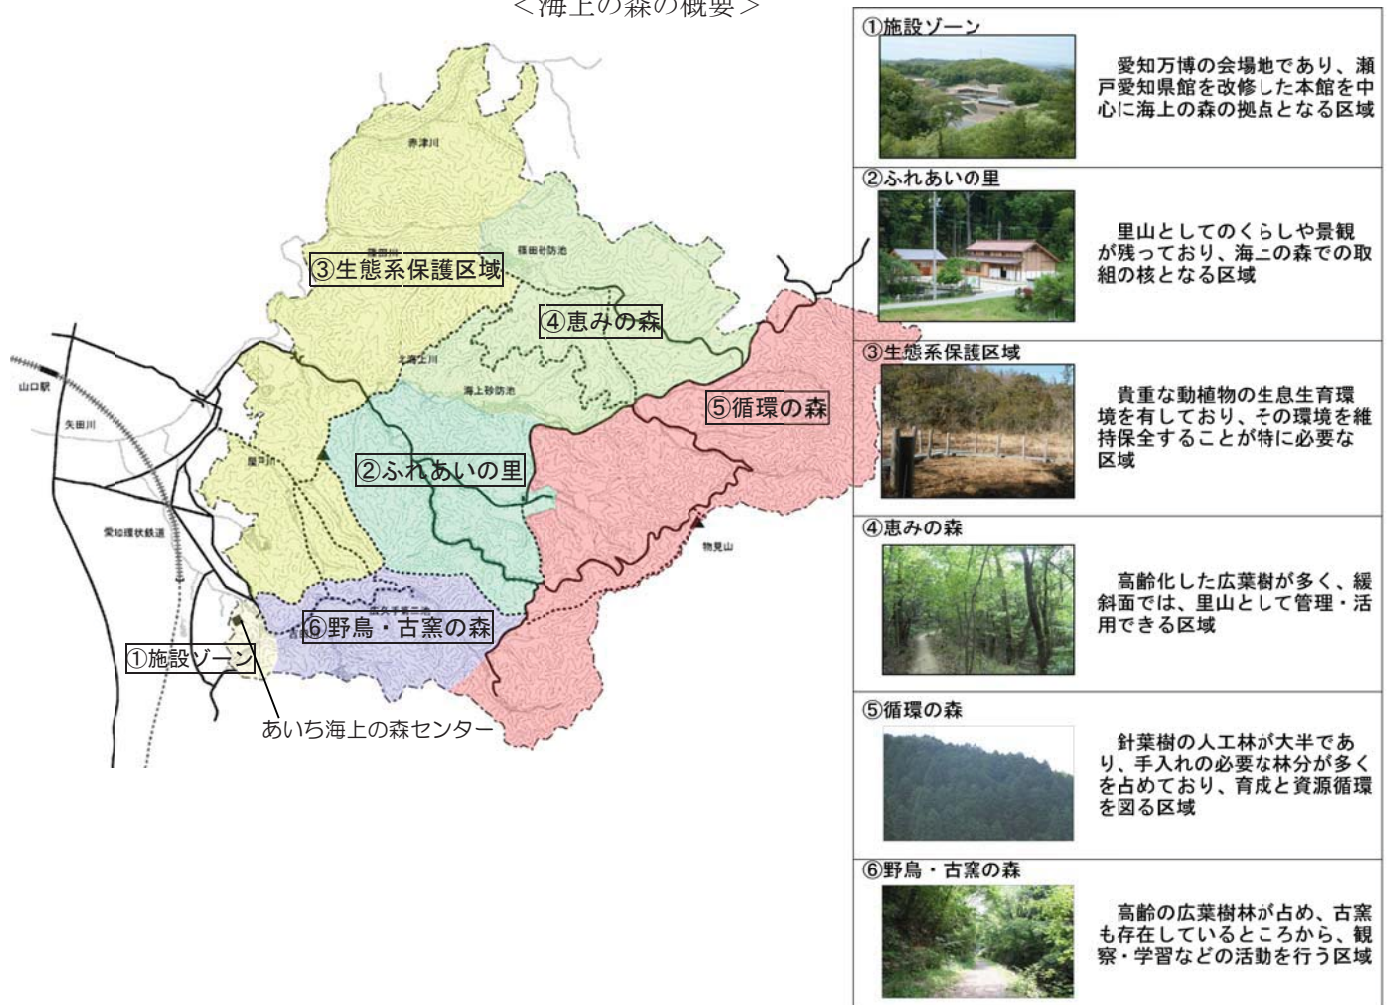 ＜海上の森の概要＞
赤津川
篠田川
③生態系保護区域
篠田砂防池
④恵みの森
北海上川
海上砂防池
⑤循環の森
山口駅
矢田川
屋戸川
②ふれあいの里
愛知環状鉄道
物見山
広久手第二池
⑥野鳥・古窯の森
①施設ゾーン
あいち海上の森センター
①施設ゾーン
愛知万博の会場地であり、瀬
戸愛知県館を改修した本館を中
心に海上の森の拠点となる区域
②ふれあいの里
里山としてのくらしや景観
が残っており、海上の森での取
組の核となる区域
③生態系保護区域
貴重な動植物の生息生育環
境を有しており、その環境を維
持保全することが特に必要な
区域
④恵みの森
高齢化した広葉樹が多く、緩
斜面では、里山として管理・活
用できる区域
⑤循環の森
針葉樹の人工林が大半であ
り、手入れの必要な林分が多く
を占めており、育成と資源循環
を図る区域
⑥野鳥・古窯の森
高齢の広葉樹林が占め、古窯
も存在しているところから、観
察・学習などの活動を行う区域